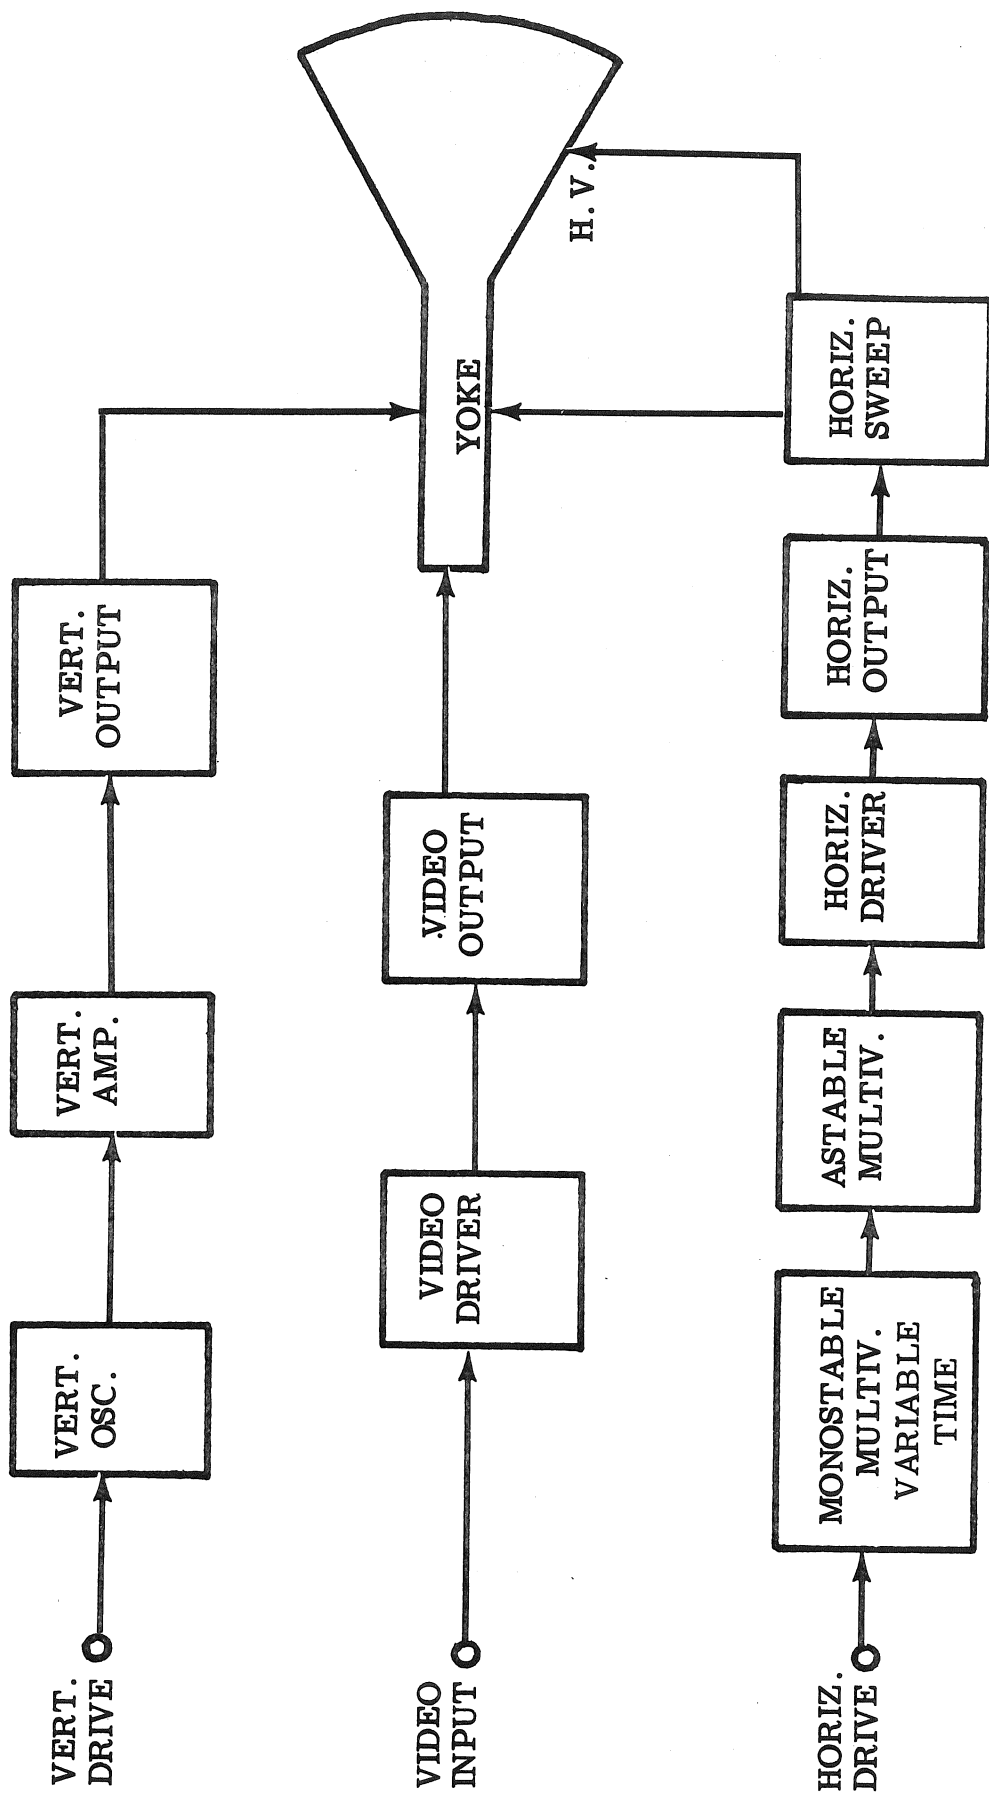 VERT.
DRIVE
VERT.
OSC.
VERT.
AMP.
VERT.
OUTPUT
VIDEO
INPUT
VIDEO
DRIVER
VIDEO
OUTPUT
YOKE
H.V.
HORIZ.
DRIVE
MONOSTABLE
MULTIV.
VARIABLE
TIME
ASTABLE
MULTIV.
HORIZ.
DRIVER
HORIZ.
OUTPUT
HORIZ.
SWEEP